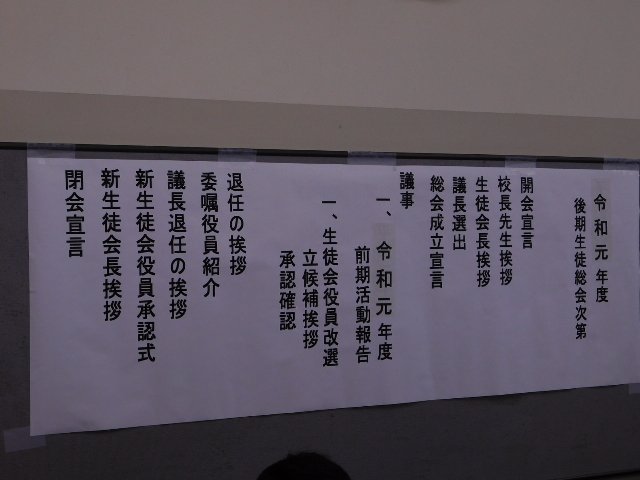 令和元年度
後期生徒総会次第
開会宣言
校長先生挨拶
生徒会長挨拶
議長選出
総会成立宣言
議事
一、令和元年度
前期活動報告
一、生徒会役員改選
立候補挨拶
承認確認
退任の挨拶
委嘱役員紹介
議長退任の挨拶
新生徒会役員承認式
新生徒会長挨拶
閉会宣言